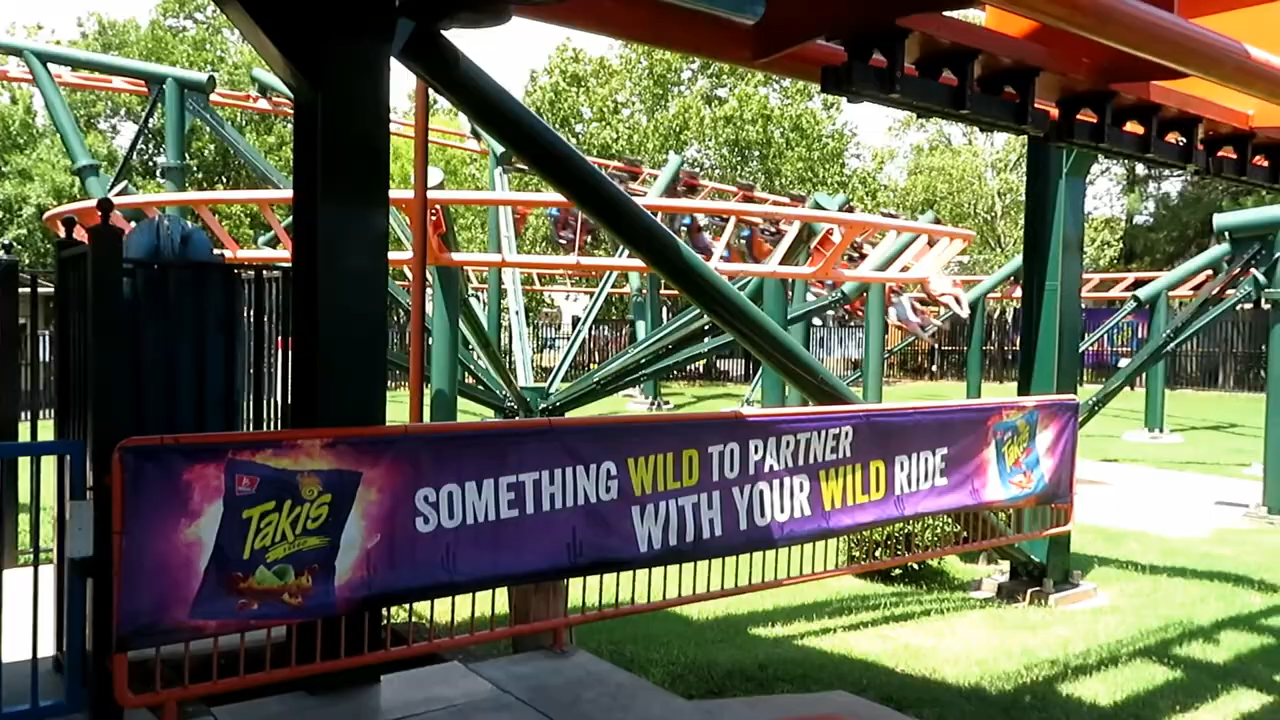 SOMETHING WILD TO PARTNER
WITH YOUR WILD RIDE
Takis
Takis